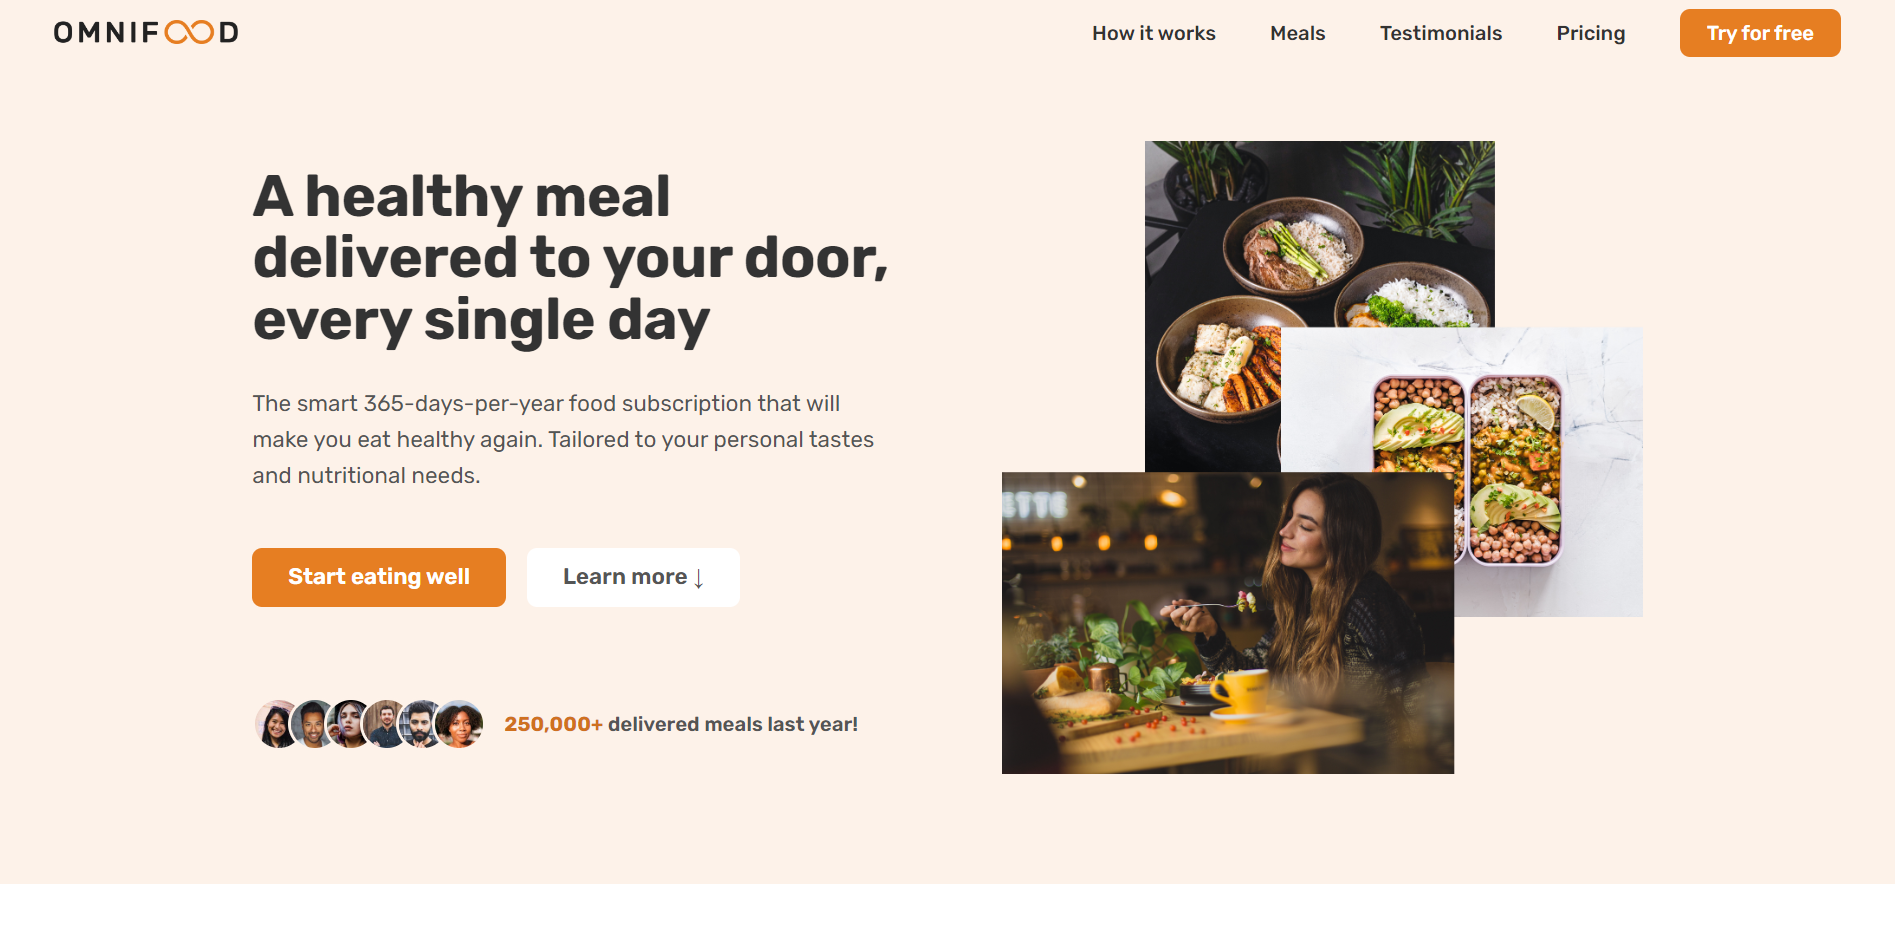 OMNIFOOD
How it works
Meals
Testimonials
Pricing
Try for free
A healthy meal
delivered to your door,
every single day
The smart 365-days-per-year food subscription that will
make you eat healthy again. Tailored to your personal tastes
and nutritional needs.
Start eating well
Learn more ↓
250,000+ delivered meals last year!
ETTE